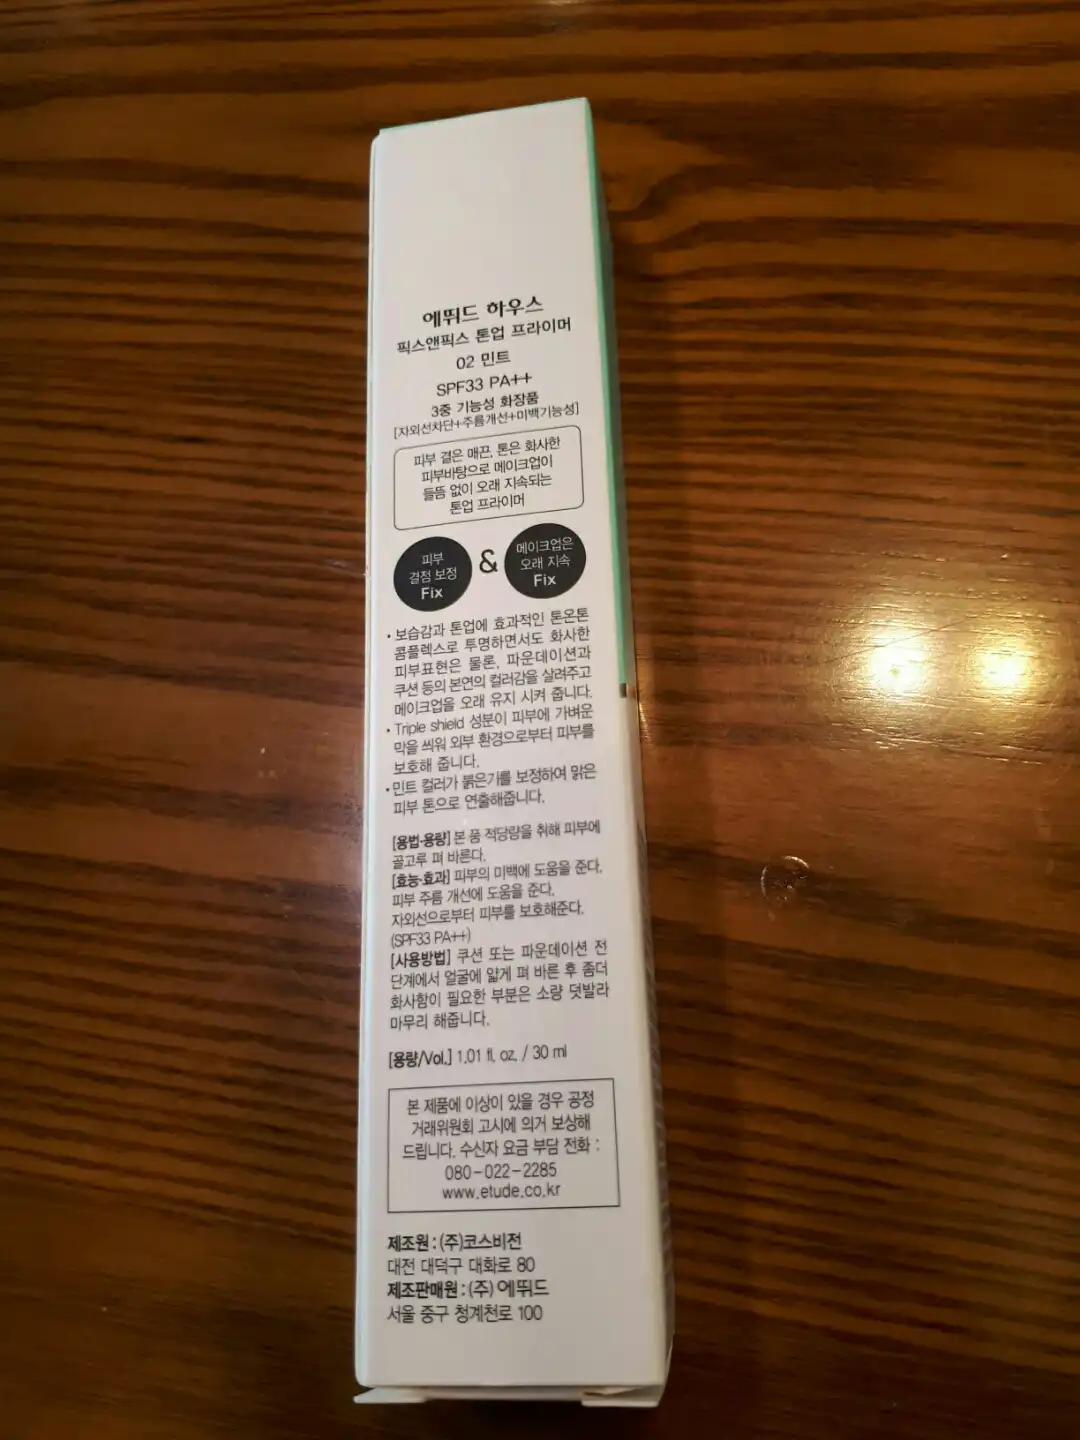 에뛰드 하우스
픽스앤픽스 톤업 프라이머
02 민트
SPF33 PA++
3중 기능성 화장품
[자외선차단+주름개선+미백기능성]
피부 결은 매끈, 톤은 화사한
피부바탕으로 메이크업이
들뜸 없이 오래 지속되는
톤업 프라이머
피부
결점 보정
Fix
&
메이크업은
오래 지속
Fix
• 보습감과 톤업에 효과적인 톤온톤
콤플렉스로 투명하면서도 화사한
피부표현은 물론, 파운데이션과
쿠션 등의 본연의 컬러감을 살려주고
메이크업을 오래 유지 시켜 줍니다.
• Triple shield 성분이 피부에 가벼운
막을 씌워 외부 환경으로부터 피부를
보호해 줍니다.
• 민트 컬러가 붉은기를 보정하여 맑은
피부 톤으로 연출해줍니다.
[용법·용량] 본 품 적당량을 취해 피부에
골고루 펴 바른다.
[효능·효과] 피부의 미백에 도움을 준다.
피부 주름 개선에 도움을 준다.
자외선으로부터 피부를 보호해준다.
(SPF33 PA++)
[사용방법] 쿠션 또는 파운데이션 전
단계에서 얼굴에 얇게 펴 바른 후 좀더
화사함이 필요한 부분은 소량 덧발라
마무리 해줍니다.
[용량/Vol.] 1.01 fl. oz. / 30 ml
본 제품에 이상이 있을 경우 공정
거래위원회 고시에 의거 보상해
드립니다. 수신자 요금 부담 전화 :
080-022-2285
www.etude.co.kr
제조원 : (주)코스비전
대전 대덕구 대화로 80
제조판매원 : (주) 에뛰드
서울 중구 청계천로 100